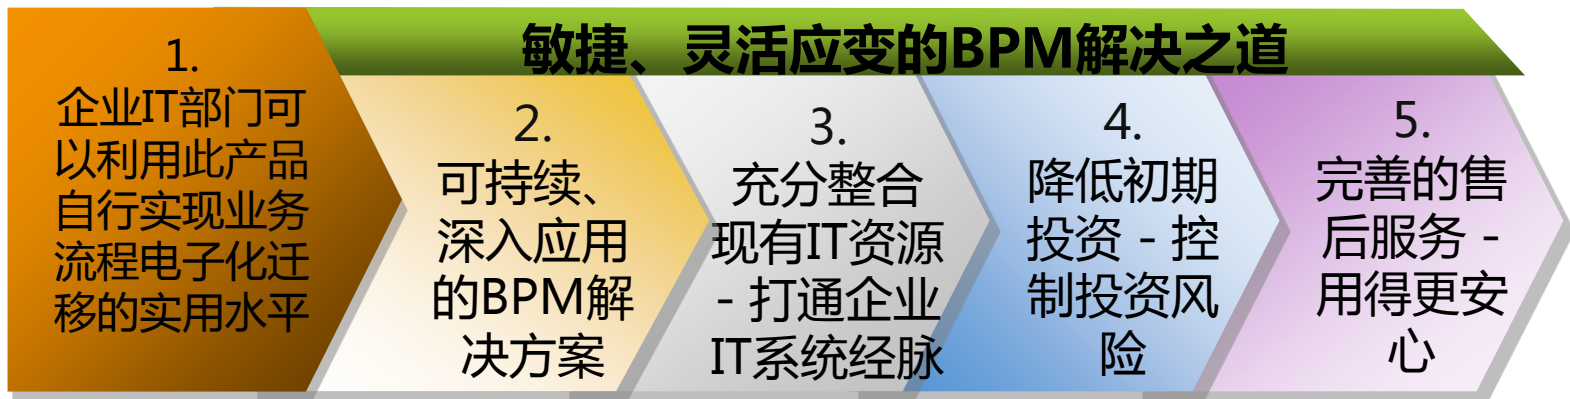 敏捷、灵活应变的BPM解决之道
1.
企业IT部门可
以利用此产品
自行实现业务
流程电子化迁
移的实用水平
2.
可持续、
深入应用
的BPM解
决方案
3.
充分整合
现有IT资源
- 打通企业
IT系统经脉
4.
降低初期
投资 - 控
制投资风
险
5.
完善的售
后服务 -
用得更安
心